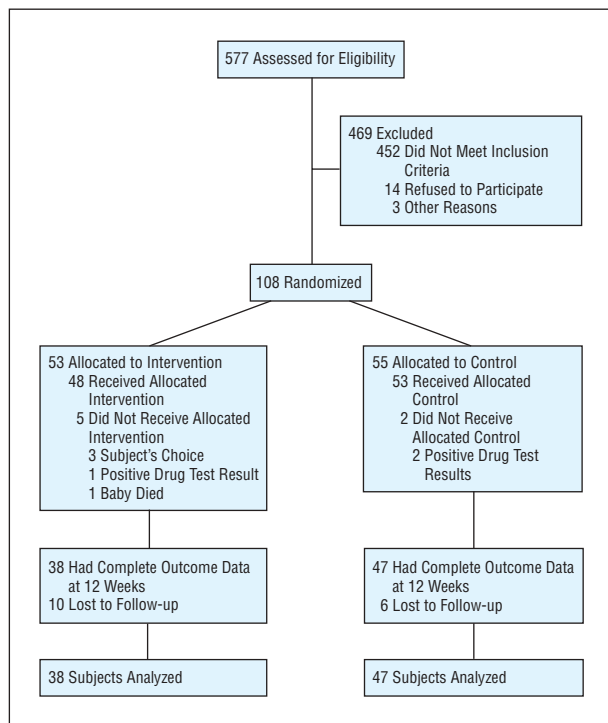 577 Assessed for Eligibility
469 Excluded
452 Did Not Meet Inclusion
Criteria
14 Refused to Participate
3 Other Reasons
108 Randomized
53 Allocated to Intervention
48 Received Allocated
Intervention
5 Did Not Receive Allocated
Intervention
3 Subject's Choice
1 Positive Drug Test Result
1 Baby Died
55 Allocated to Control
53 Received Allocated
Control
2 Did Not Receive
Allocated Control
2 Positive Drug Test
Results
38 Had Complete Outcome Data
at 12 Weeks
10 Lost to Follow-up
47 Had Complete Outcome Data
at 12 Weeks
6 Lost to Follow-up
38 Subjects Analyzed
47 Subjects Analyzed